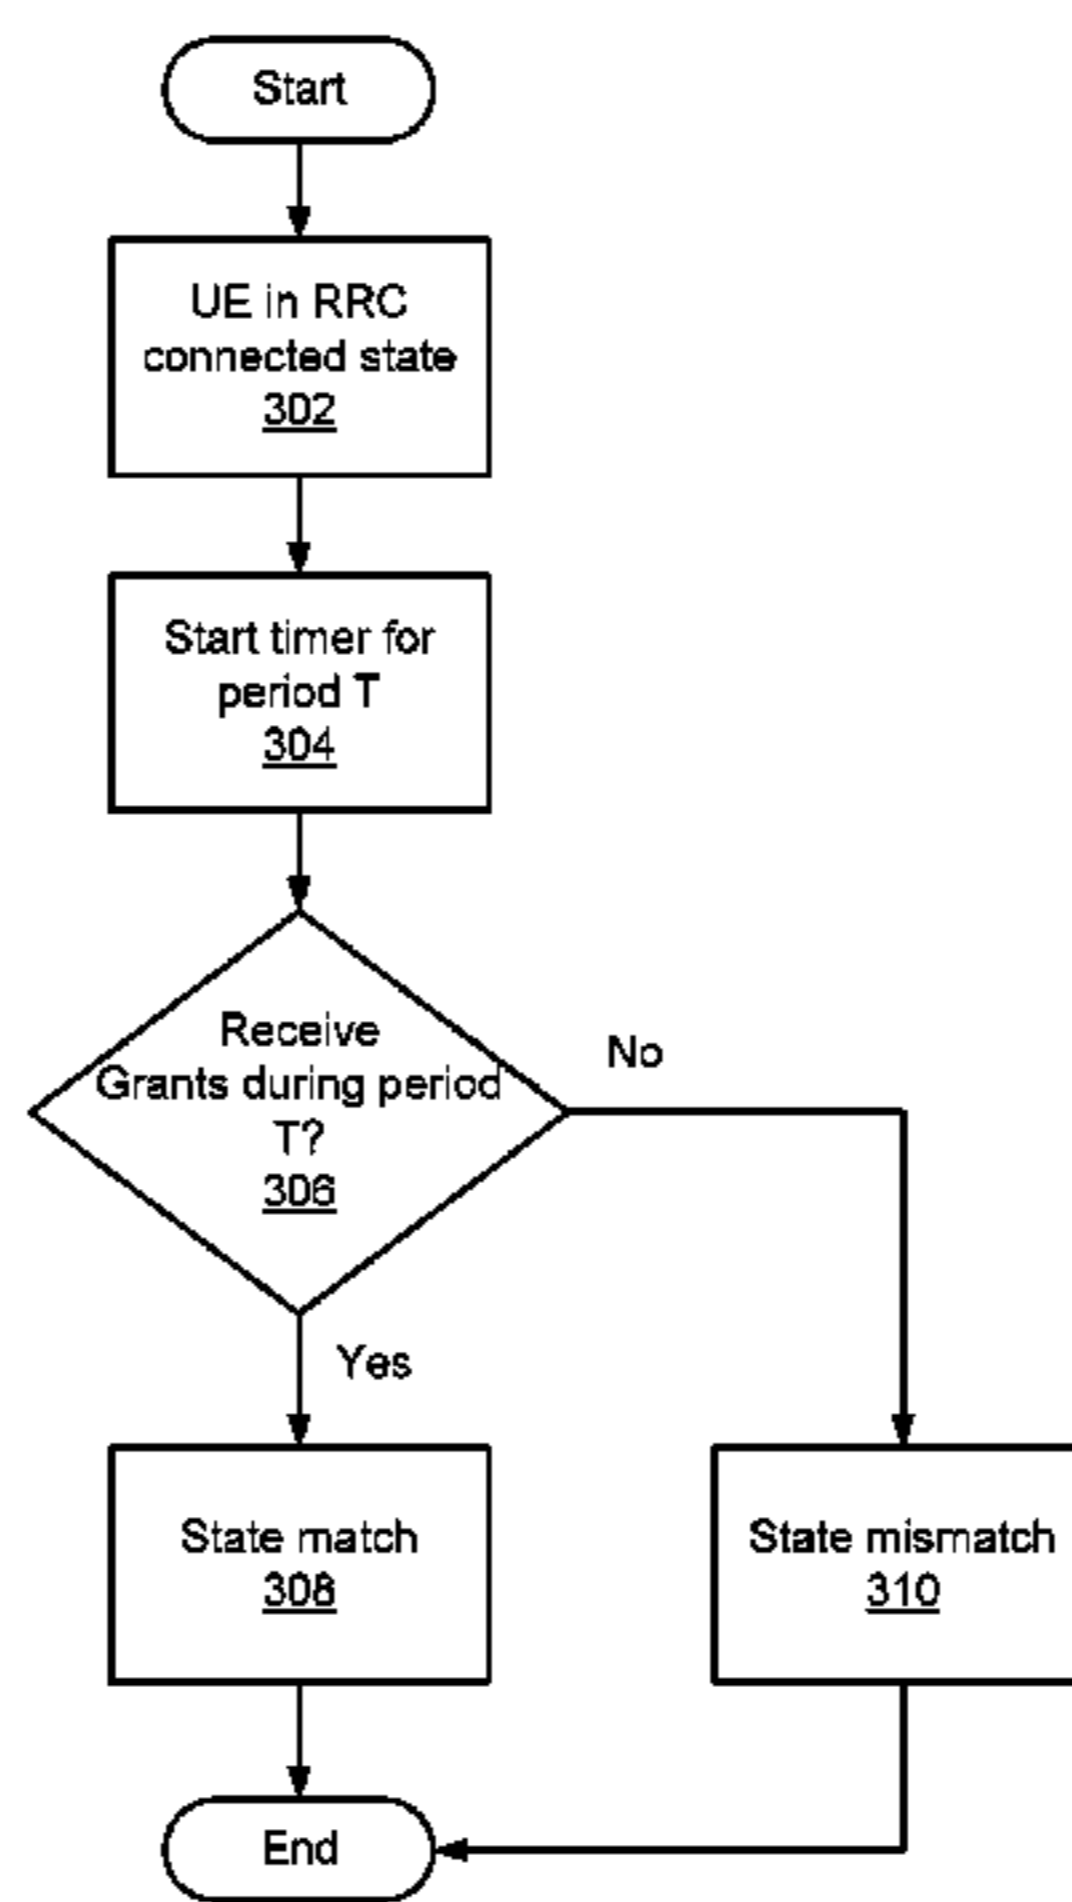 Start
UE in RRC
connected state
302
Start timer for
period T
304
Receive
Grants during period
T?
306
No
Yes
State match
308
State mismatch
310
End